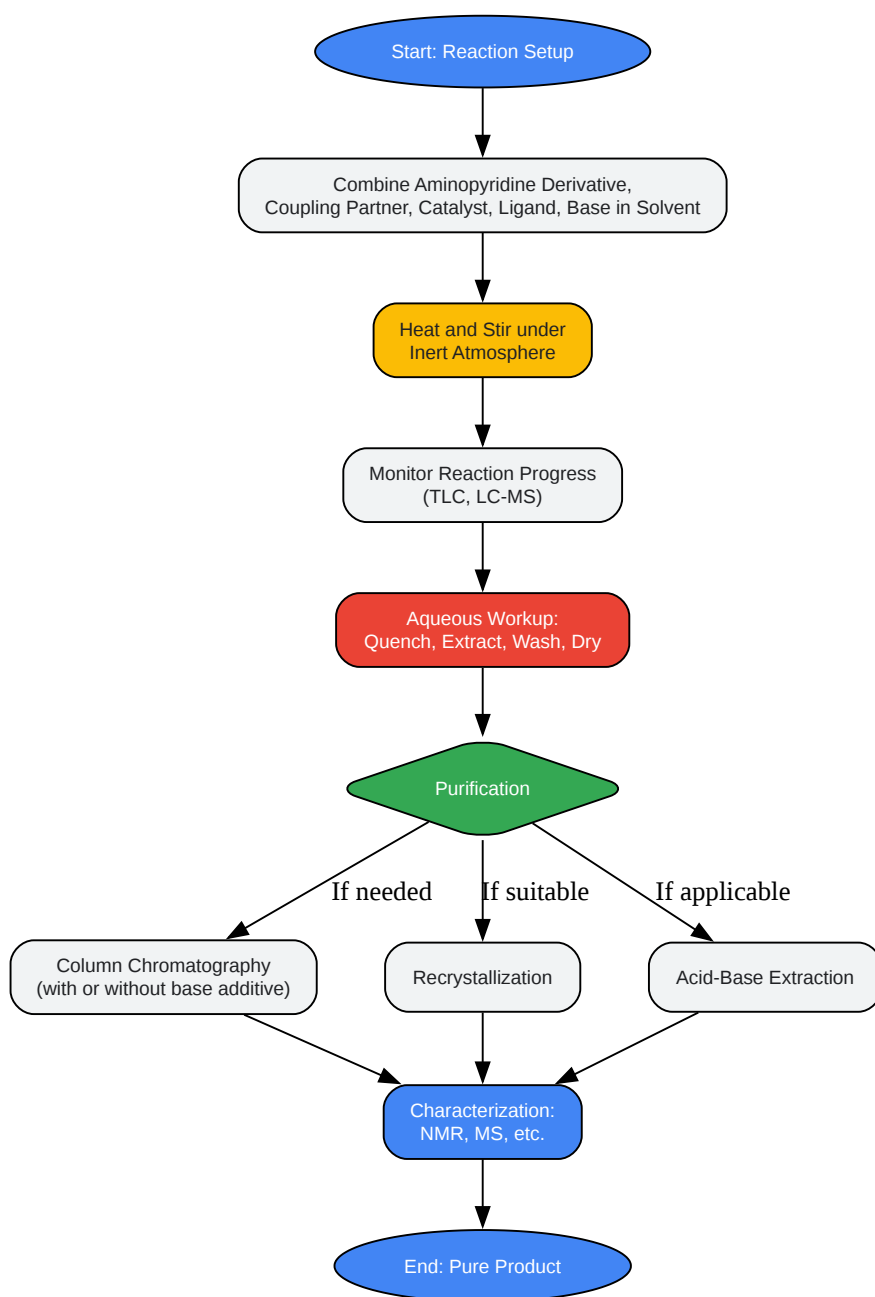 Start: Reaction Setup
Combine Aminopyridine Derivative,
Coupling Partner, Catalyst, Ligand, Base in Solvent
Heat and Stir under
Inert Atmosphere
Monitor Reaction Progress
(TLC, LC-MS)
Aqueous Workup:
Quench, Extract, Wash, Dry
Purification
If needed
If suitable
If applicable
Column Chromatography
(with or without base additive)
Recrystallization
Acid-Base Extraction
Characterization:
NMR, MS, etc.
End: Pure Product